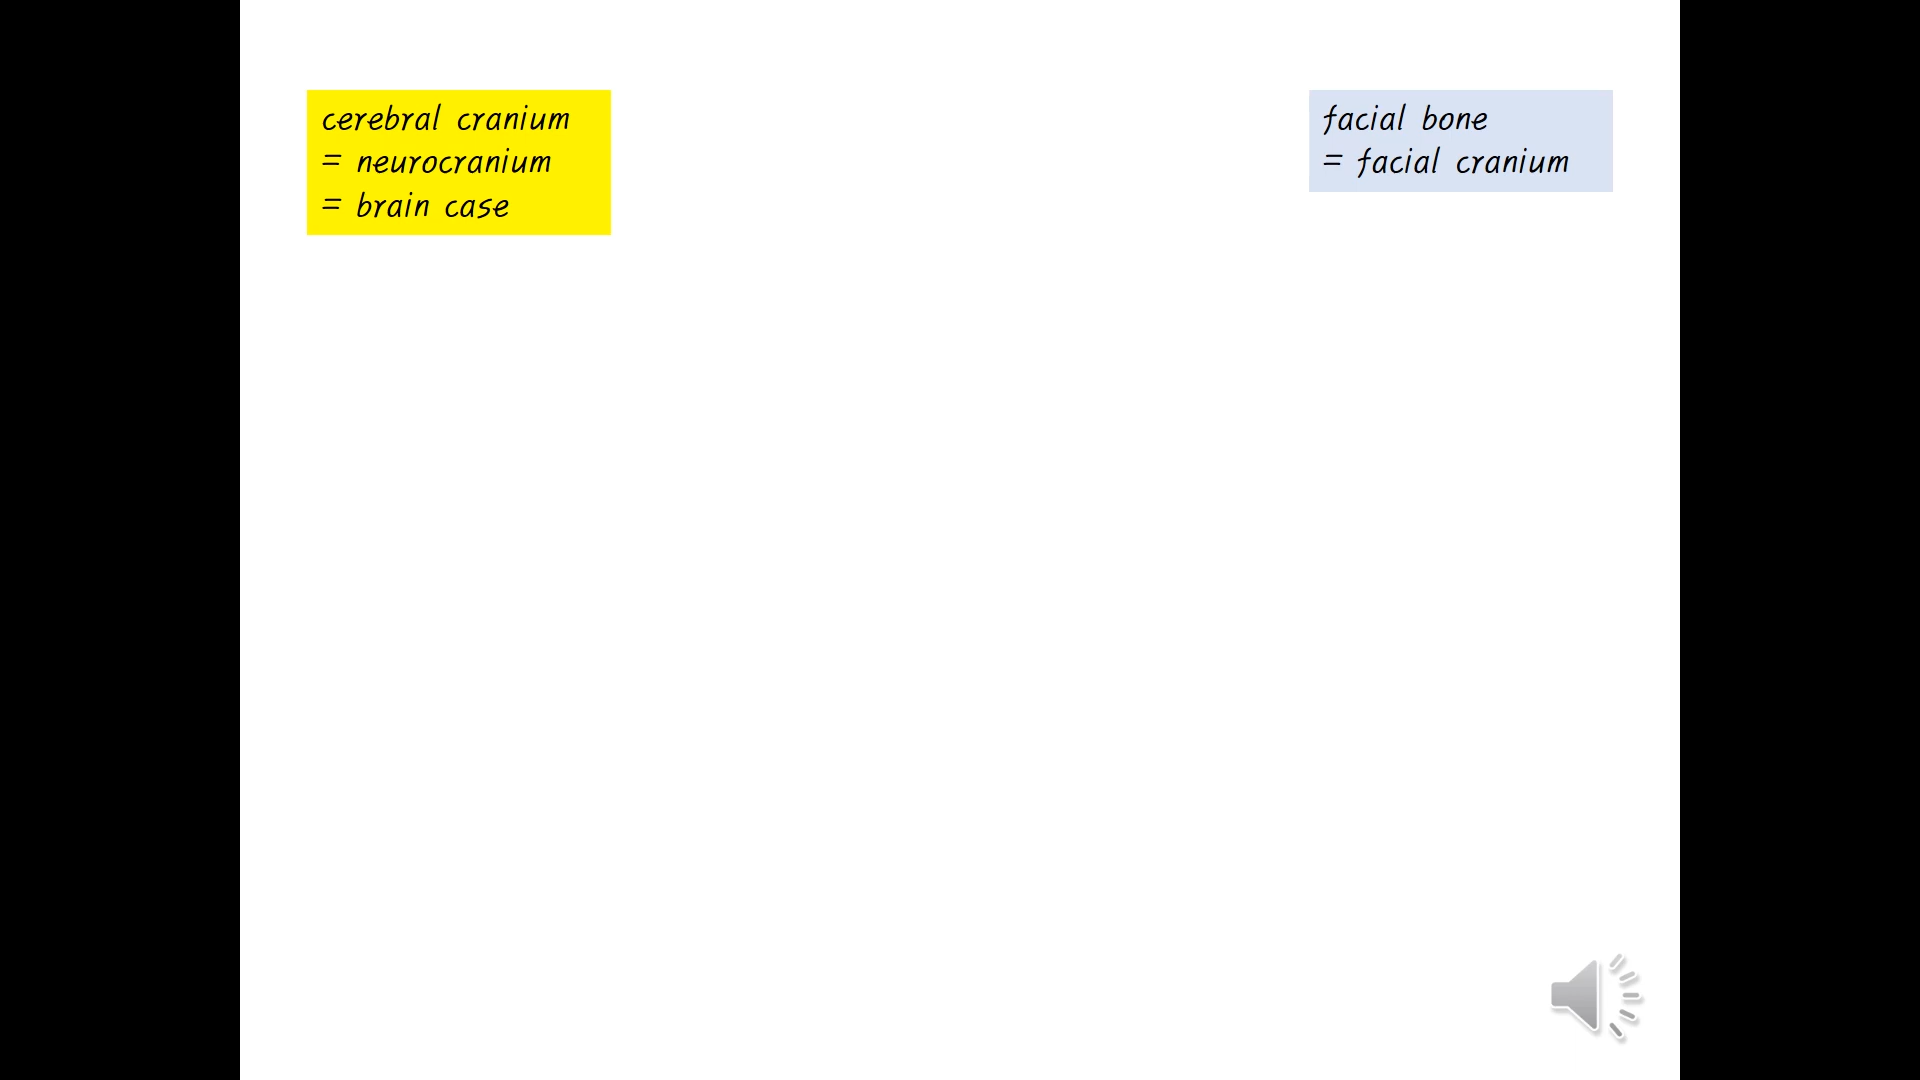 cerebral cranium
= neurocranium
= brain case
facial bone
= facial cranium